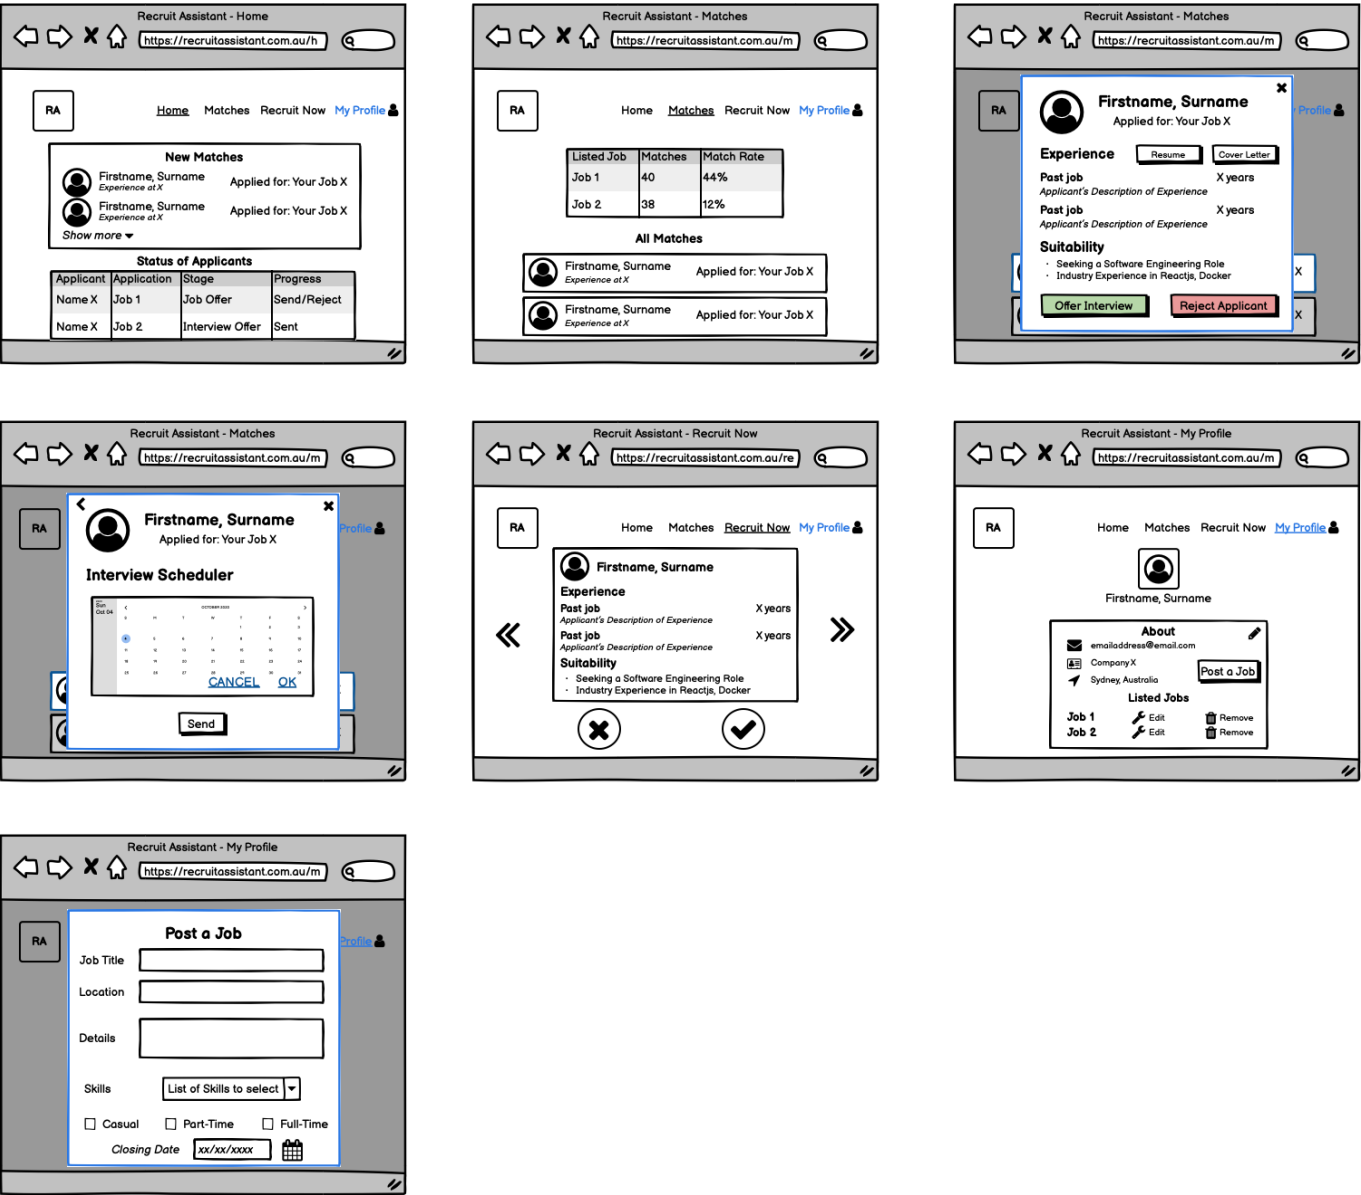 Recruit Assistant - Home
https://recruitassistant.com.au/h
RA
Home Matches Recruit Now My Profile
New Matches
Firstname, Surname
Experience at X
Applied for: Your Job X
Firstname, Surname
Experience at X
Applied for: Your Job X
Show more
Status of Applicants
Applicant Application Stage Progress
Name X Job 1 Job Offer Send/Reject
Name X Job 2 Interview Offer Sent
Recruit Assistant - Matches
https://recruitassistant.com.au/m
RA
Home Matches Recruit Now My Profile
Listed Job Matches Match Rate
Job 1 40 44%
Job 2 38 12%
All Matches
Firstname, Surname
Experience at X
Applied for: Your Job X
Firstname, Surname
Experience at X
Applied for: Your Job X
Recruit Assistant - Matches
https://recruitassistant.com.au/m
RA
Profile
Firstname, Surname
Applied for: Your Job X
Experience Resume Cover Letter
Past job X years
Applicant's Description of Experience
Past job X years
Applicant's Description of Experience
Suitability
· Seeking a Software Engineering Role
· Industry Experience in Reactjs, Docker
X
Offer Interview Reject Applicant
X
Recruit Assistant - Matches
https://recruitassistant.com.au/m
RA
Profile
Firstname, Surname
Applied for: Your Job X
Interview Scheduler
Sun
Oct 04
OCTOBER 2020
S M T W T F S
CANCEL OK
Send
Recruit Assistant - Recruit Now
https://recruitassistant.com.au/re
RA
Home Matches Recruit Now My Profile
Firstname, Surname
Experience
Past job X years
Applicant's Description of Experience
Past job X years
Applicant's Description of Experience
Suitability
· Seeking a Software Engineering Role
· Industry Experience in Reactjs, Docker
Recruit Assistant - My Profile
https://recruitassistant.com.au/m
RA
Home Matches Recruit Now My Profile
Firstname, Surname
About
emailaddress@email.com
Company X
Sydney, Australia
Post a Job
Listed Jobs
Job 1 Edit Remove
Job 2 Edit Remove
Recruit Assistant - My Profile
https://recruitassistant.com.au/m
RA
Profile
Post a Job
Job Title
Location
Details
Skills List of Skills to select
Casual Part-Time Full-Time
Closing Date xx/xx/xxxx